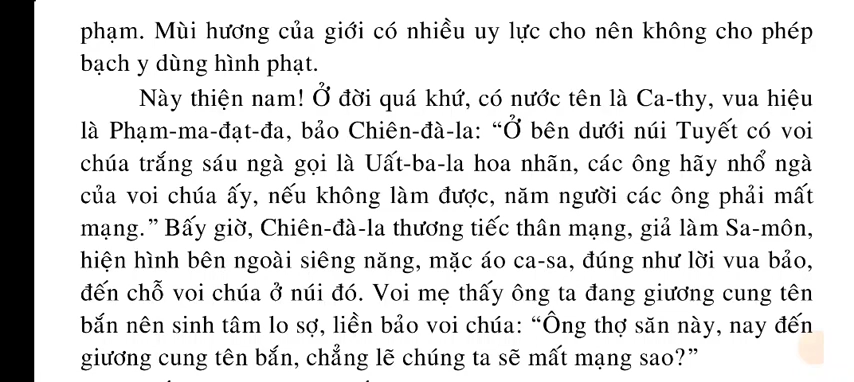 phạm. Mùi hương của giới có nhiều uy lực cho nên không cho phép
bạch y dùng hình phạt.
Này thiện nam! Ở đời quá khứ, có nước tên là Ca-thy, vua hiệu
là Phạm-ma-đạt-đa, bảo Chiên-đà-la: “Ở bên dưới núi Tuyết có voi
chúa trắng sáu ngà gọi là Uất-ba-la hoa nhãn, các ông hãy nhổ ngà
của voi chúa ấy, nếu không làm được, năm người các ông phải mất
mạng.” Bấy giờ, Chiên-đà-la thương tiếc thân mạng, giả làm Sa-môn,
hiện hình bên ngoài siêng năng, mặc áo ca-sa, đúng như lời vua bảo,
đến chỗ voi chúa ở núi đó. Voi mẹ thấy ông ta đang giương cung tên
bắn nên sinh tâm lo sợ, liền bảo voi chúa: “Ông thợ săn này, nay đến
giương cung tên bắn, chẳng lẽ chúng ta sẽ mất mạng sao?”